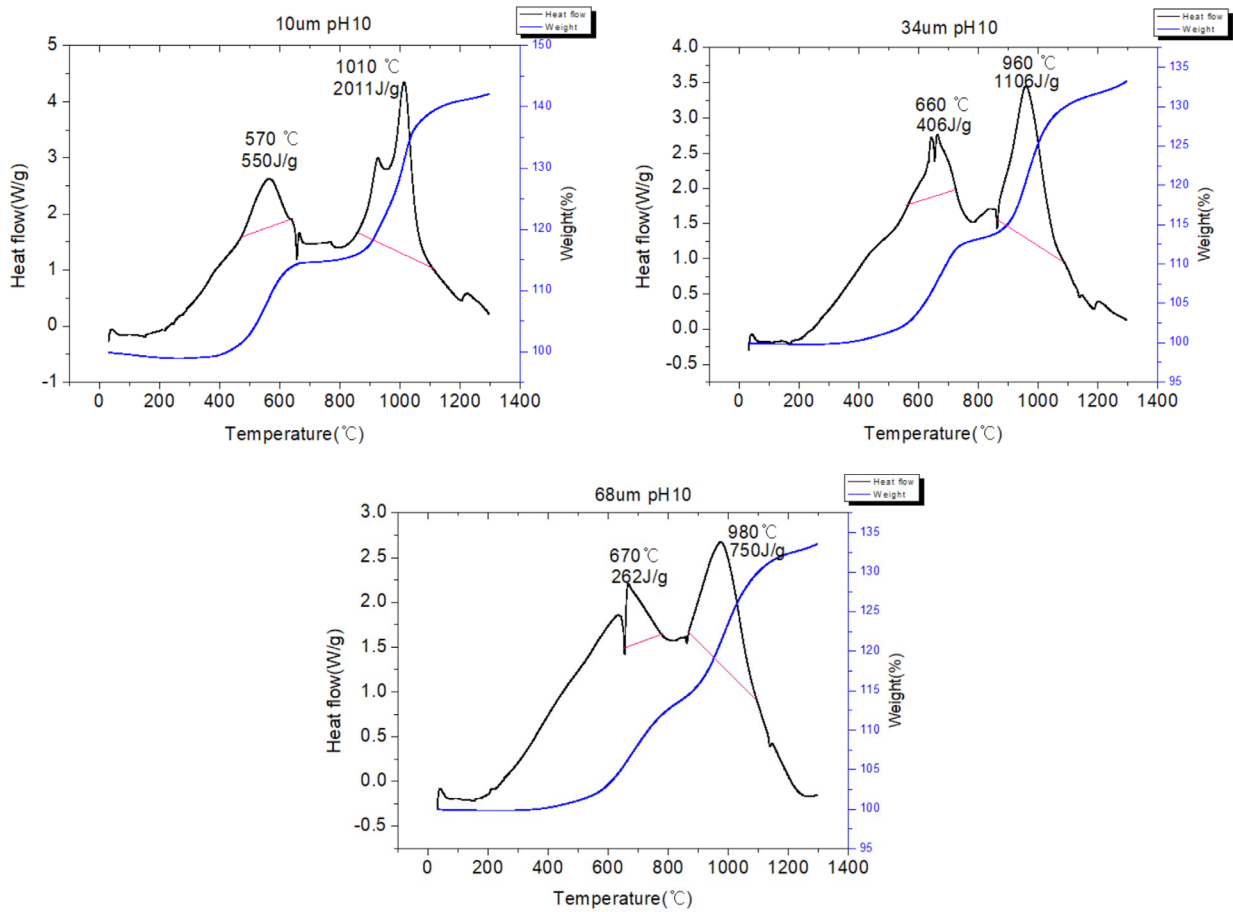 10um pH10
Heat flow
Weight
1010 ℃
2011J/g
570 ℃
550J/g
5
4
3
2
1
0
-1
150
140
130
120
110
100
Heat flow(W/g)
Weight(%)
0 200 400 600 800 1000 1200 1400
Temperature(℃)
34um pH10
Heat flow
Weight
960 ℃
1106J/g
660 ℃
406J/g
4.0
3.5
3.0
2.5
2.0
1.5
1.0
0.5
0.0
-0.5
135
130
125
120
115
110
105
100
95
Heat flow(W/g)
Weight(%)
0 200 400 600 800 1000 1200 1400
Temperature(℃)
68um pH10
Heat flow
Weight
980 ℃
750J/g
670 ℃
262J/g
3.0
2.5
2.0
1.5
1.0
0.5
0.0
-0.5
135
130
125
120
115
110
105
100
95
Heat flow(W/g)
Weight(%)
0 200 400 600 800 1000 1200 1400
Temperature(℃)